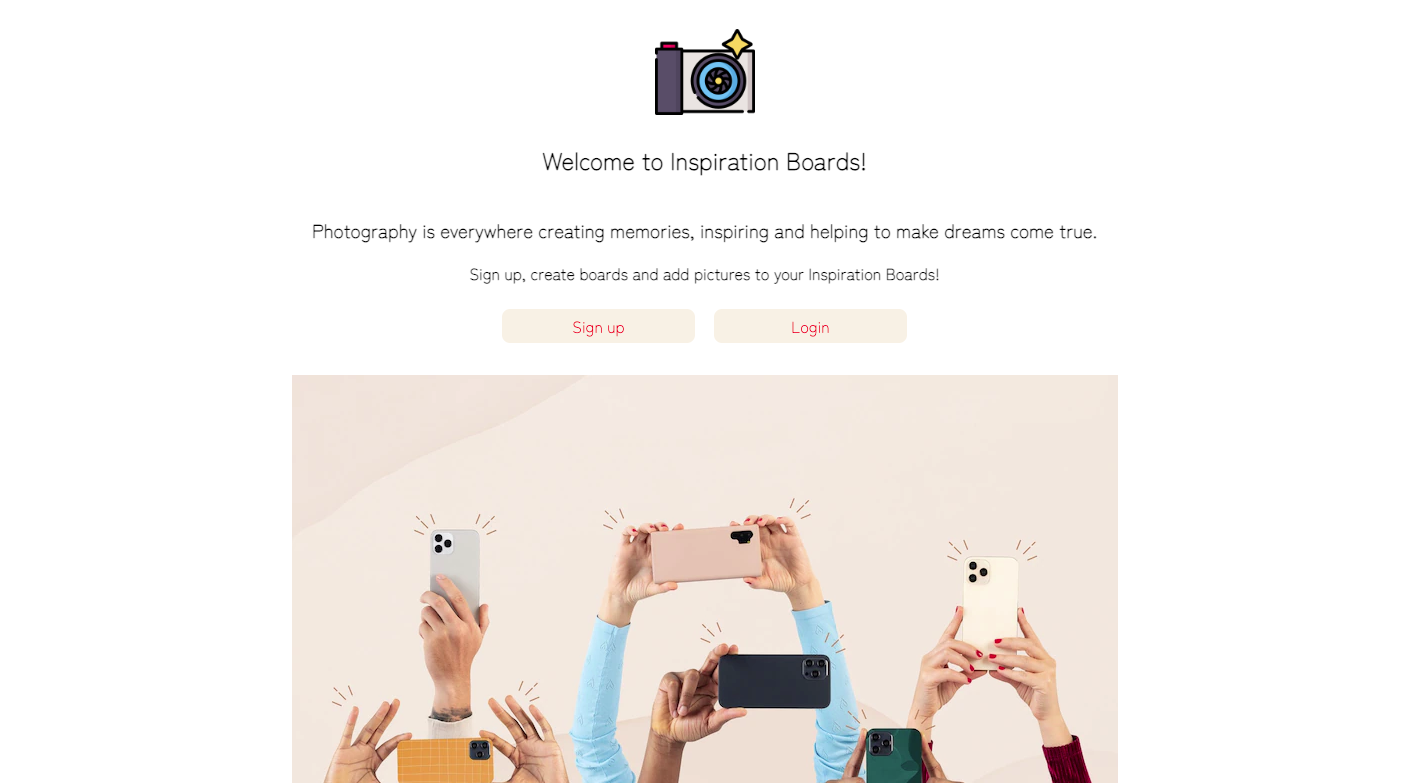 Welcome to Inspiration Boards!
Photography is everywhere creating memories, inspiring and helping to make dreams come true.
Sign up, create boards and add pictures to your Inspiration Boards!
Sign up
Login